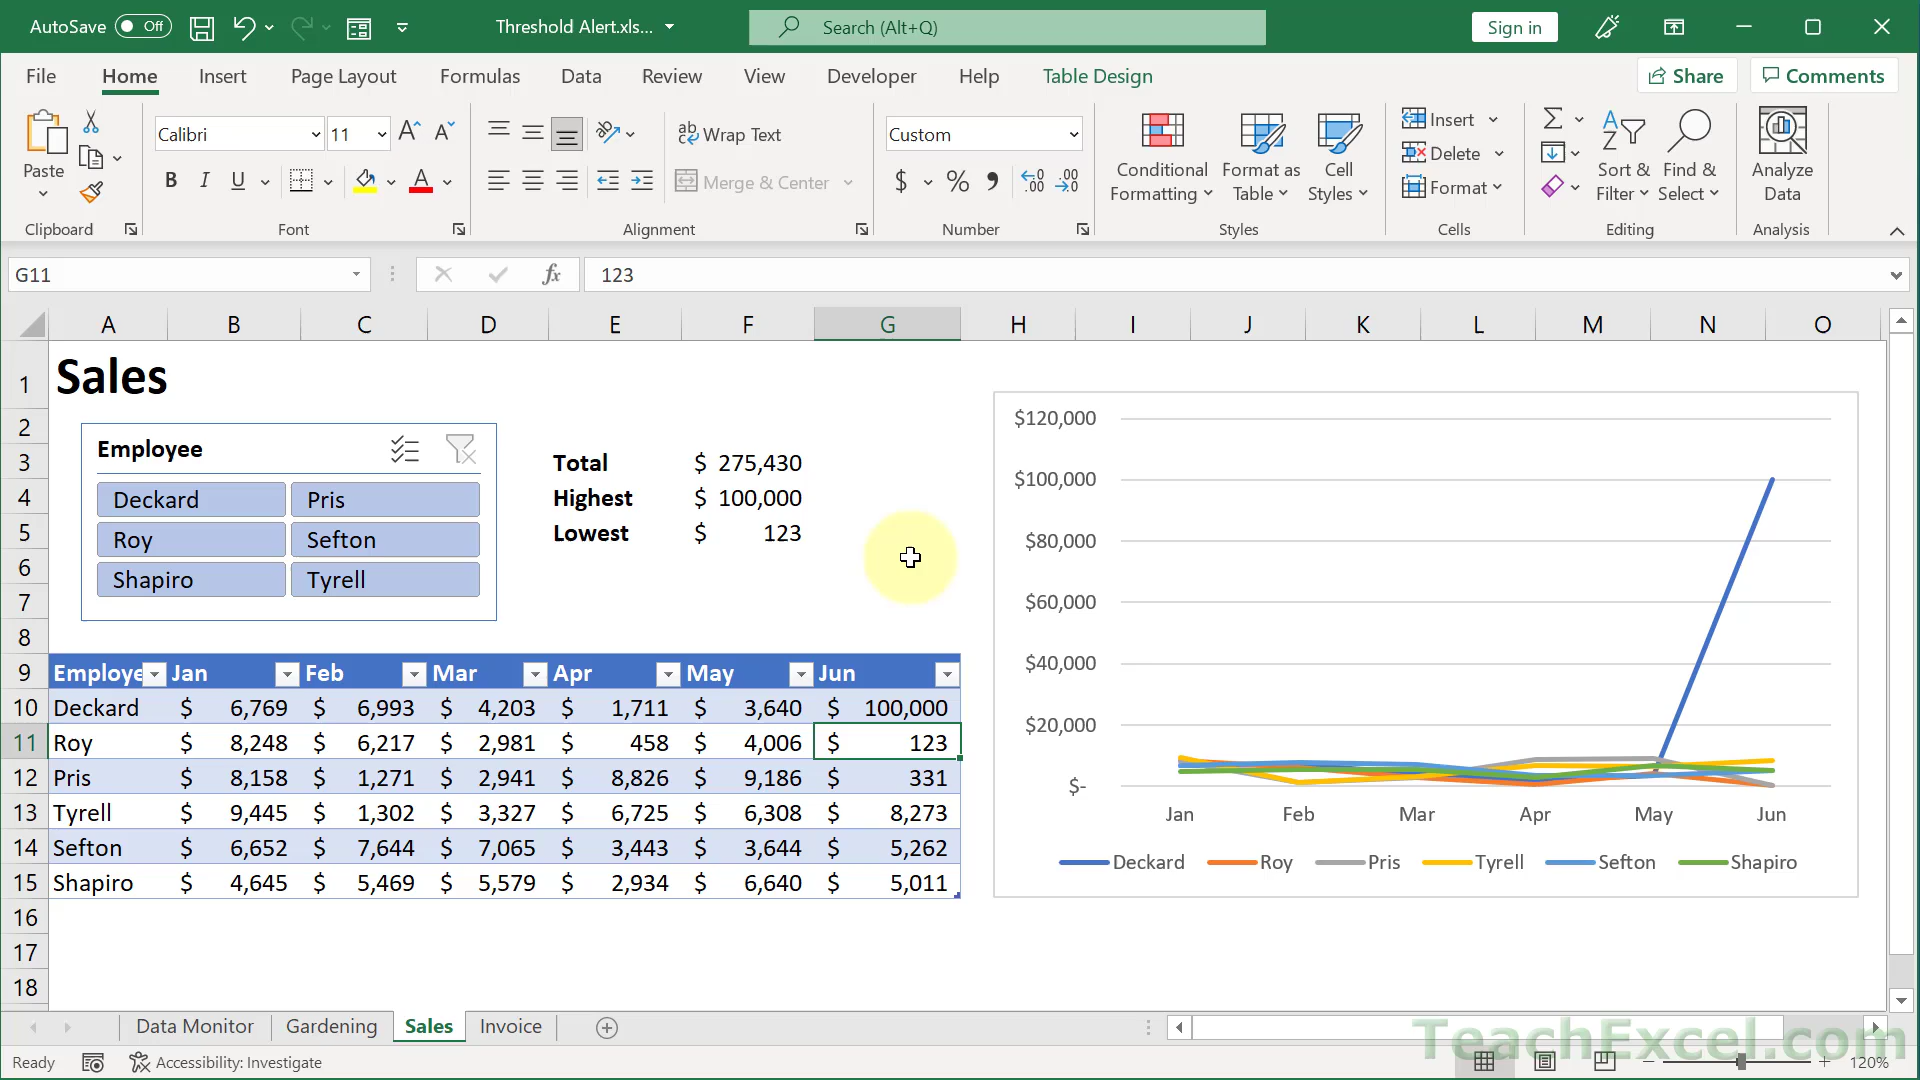 AutoSave Off Threshold Alert.xls... Search (Alt+Q) Sign in
File Home Insert Page Layout Formulas Data Review View Developer Help Table Design Share Comments
Paste Calibri 11 A A ab c Wrap Text Custom Conditional Formatting Format as Table Cell Styles Insert Sort & Filter Find & Select Analyze Data
Delete
B I U A Merge & Center $ % Format
Clipboard Font Alignment Number Styles Cells Editing Analysis
G11 fx 123
A B C D E F G H I J K L M N O
1 Sales
2
Employee
3 Total $ 275,430
4 Deckard Pris Highest $ 100,000
5 Roy Sefton Lowest $ 123
6 Shapiro Tyrell
7
8
9 Employe Jan Feb Mar Apr May Jun
10 Deckard $ 6,769 $ 6,993 $ 4,203 $ 1,711 $ 3,640 $ 100,000
11 Roy $ 8,248 $ 6,217 $ 2,981 $ 458 $ 4,006 $ 123
12 Pris $ 8,158 $ 1,271 $ 2,941 $ 8,826 $ 9,186 $ 331
13 Tyrell $ 9,445 $ 1,302 $ 3,327 $ 6,725 $ 6,308 $ 8,273
14 Sefton $ 6,652 $ 7,644 $ 7,065 $ 3,443 $ 3,644 $ 5,262
15 Shapiro $ 4,645 $ 5,469 $ 5,579 $ 2,934 $ 6,640 $ 5,011
16
17
18
$120,000
$100,000
$80,000
$60,000
$40,000
$20,000
$-
Jan Feb Mar Apr May Jun
Deckard Roy Pris Tyrell Sefton Shapiro
Data Monitor Gardening Sales Invoice
TeachExcel.com
Ready Accessibility: Investigate 120%